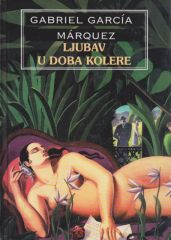 GABRIEL GARCÍA
MÁRQUEZ
LJUBAV
U DOBA KOLERE